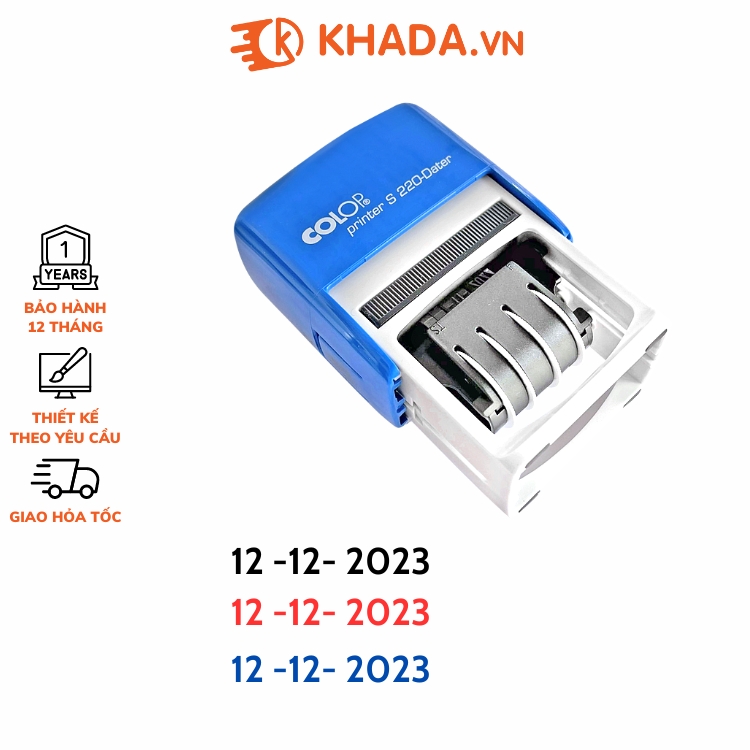 KHADA.vn
COLOP®
printer S 220-Dater
1
YEARS
BẢO HÀNH
12 THÁNG
THIẾT KẾ
THEO YÊU CẦU
GIAO HỎA TỐC
12 -12- 2023
12 -12- 2023
12 -12- 2023